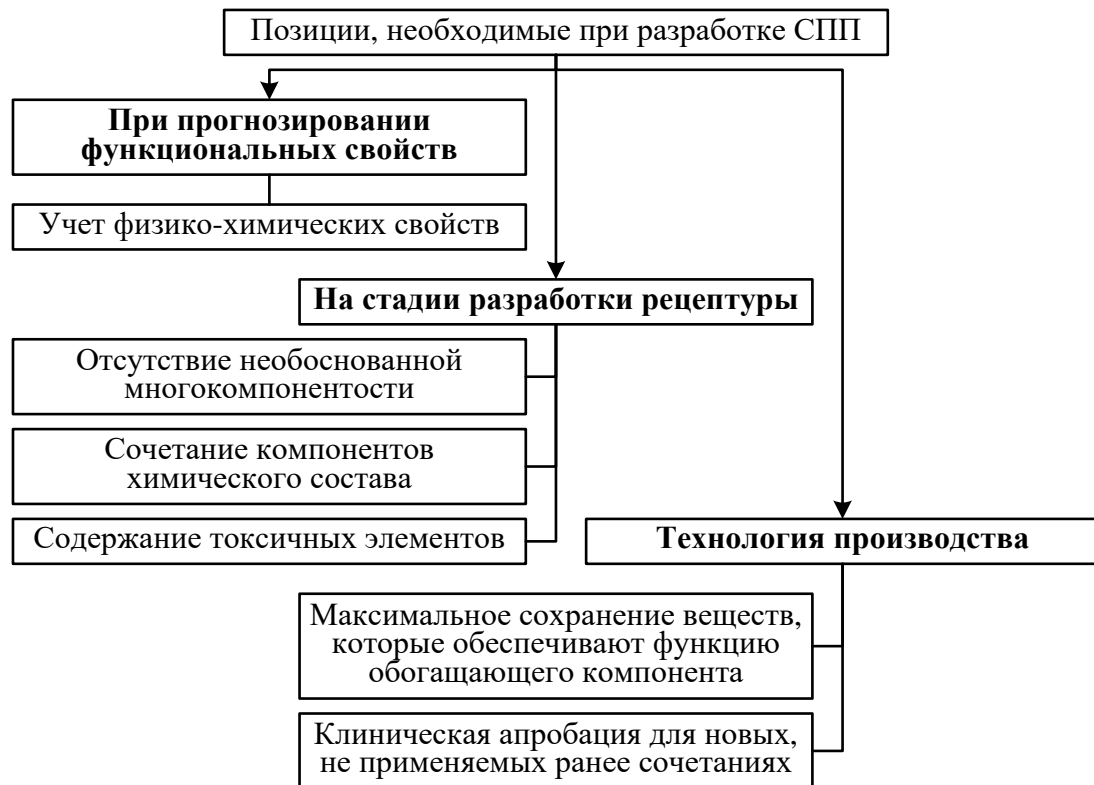 Позиции, необходимые при разработке СПП
При прогнозировании
функциональных свойств
Учет физико-химических свойств
На стадии разработки рецептуры
Отсутствие необоснованной
многокомпонентости
Сочетание компонентов
химического состава
Содержание токсичных элементов
Технология производства
Максимальное сохранение веществ,
которые обеспечивают функцию
обогащающего компонента
Клиническая апробация для новых,
не применяемых ранее сочетаниях